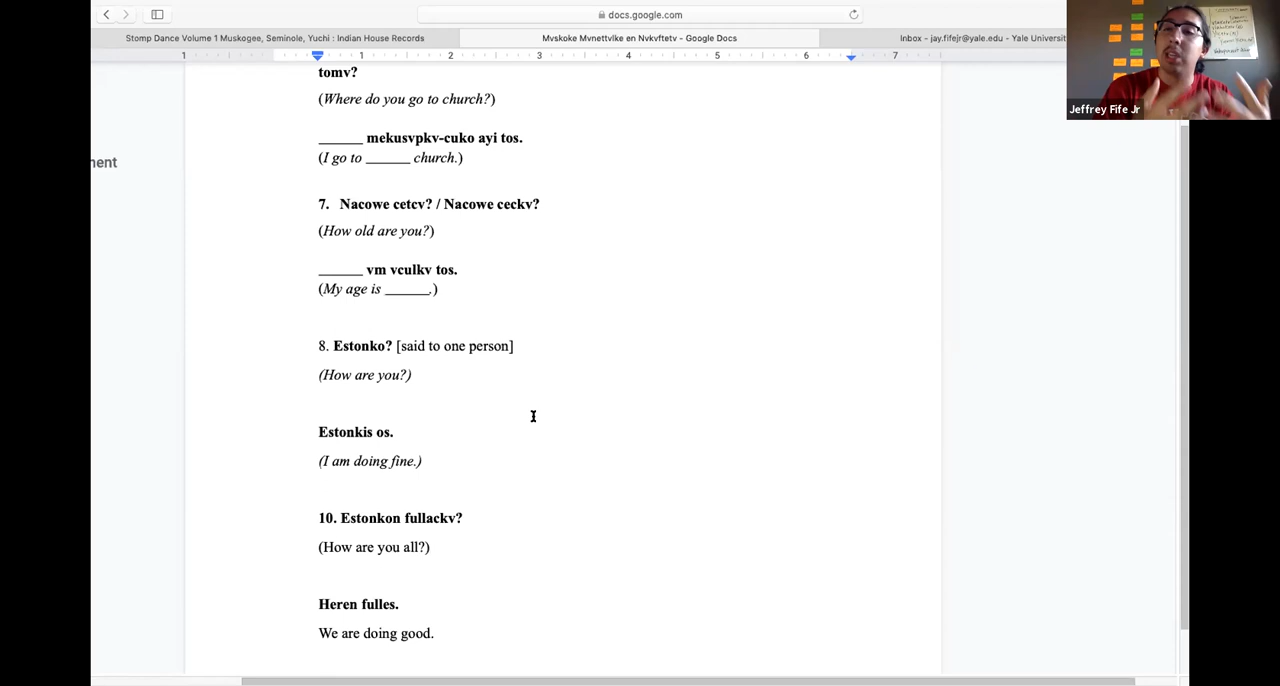 docs.google.com
Stomp Dance Volume 1 Muskogee, Seminole, Yuchi : Indian House Records
Mvskoke Mvnettvlke en Nvkvftetv - Google Docs
Inbox - jay.fifejr@yale.edu - Yale Universit
1 1 2 3 4 5 6 7
Jeffrey Fife Jr
nent
tomv?
(Where do you go to church?)
______ mekusvpkv-cuko ayi tos.
(I go to ______ church.)
7. Nacowe cetcv? / Nacowe ceckv?
(How old are you?)
______ vm vculkv tos.
(My age is ______.)
8. Estonko? [said to one person]
(How are you?)
Estonkis os.
(I am doing fine.)
10. Estonkon fullackv?
(How are you all?)
Heren fulles.
We are doing good.